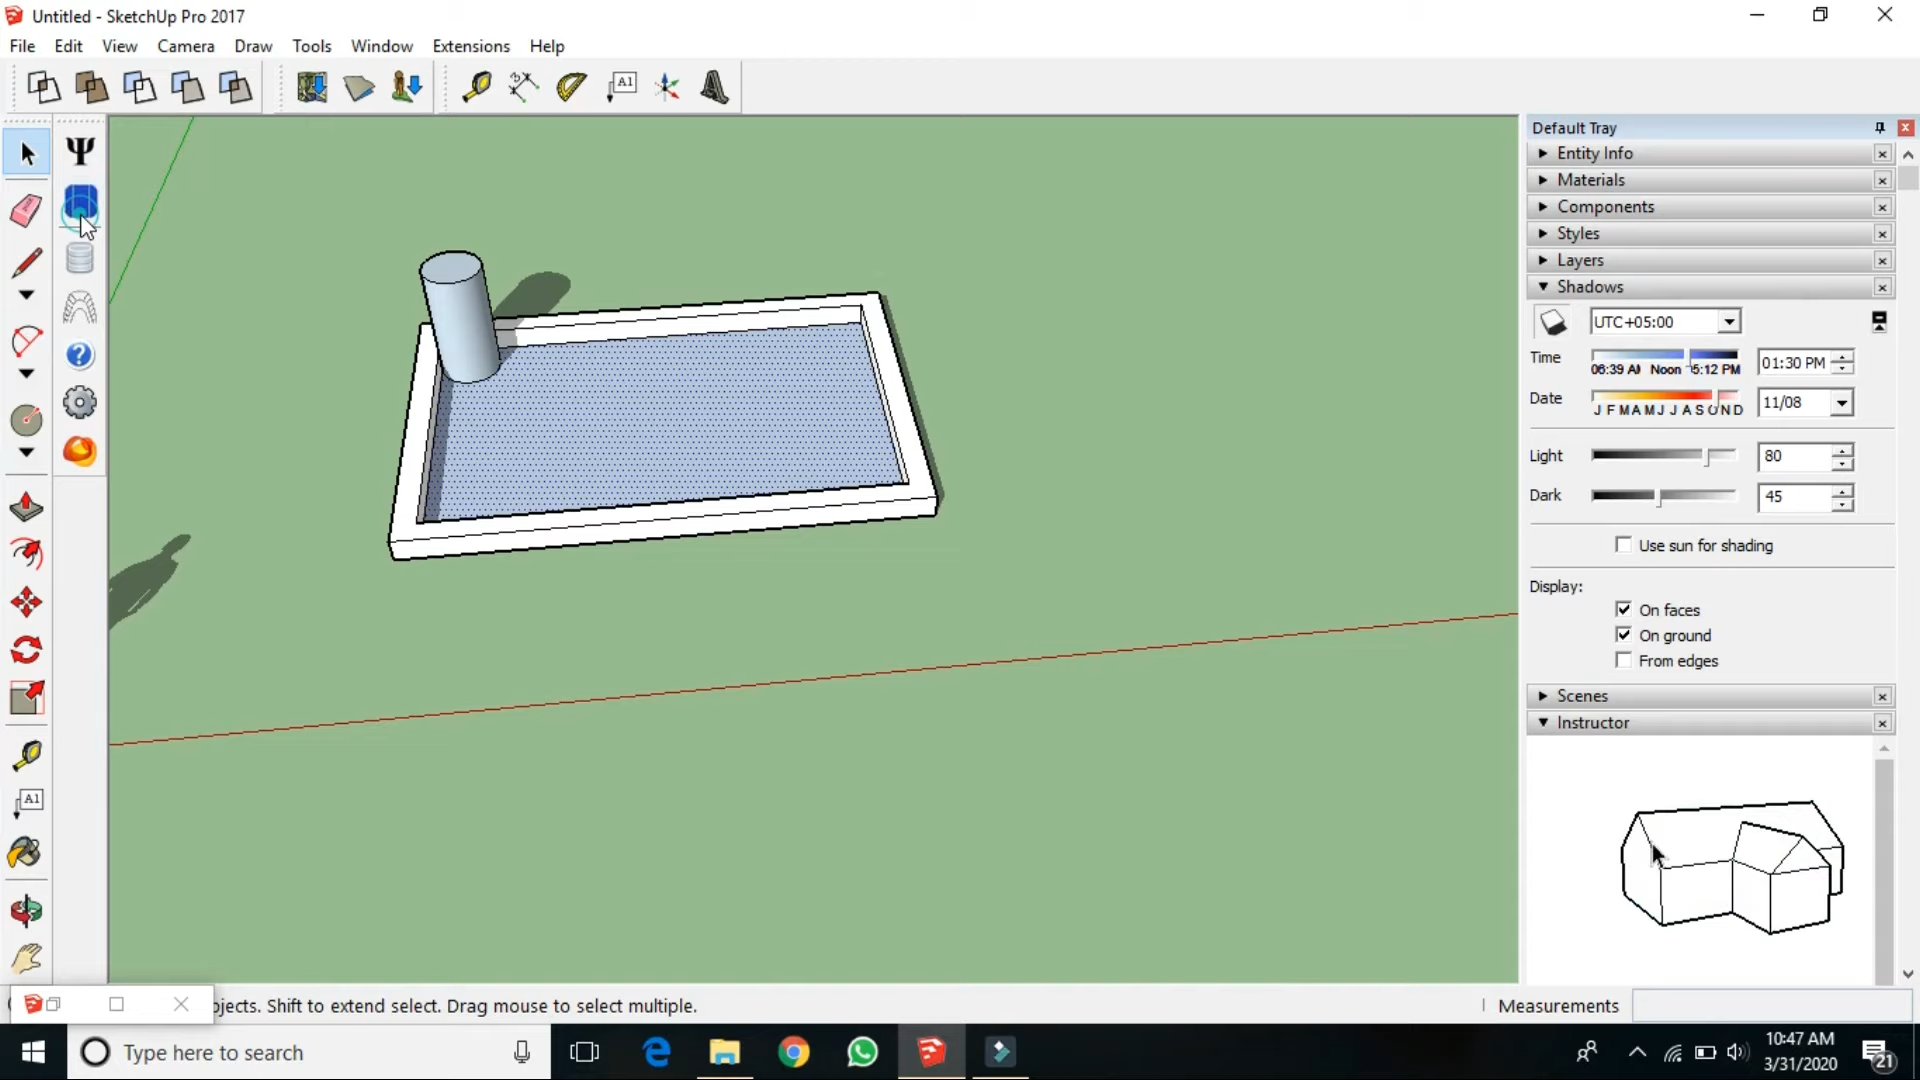 Untitled - SketchUp Pro 2017
File Edit View Camera Draw Tools Window Extensions Help
A1
Default Tray
Entity Info
Materials
Components
Styles
Layers
Shadows
UTC+05:00
Time
06:39 AM Noon 5:12 PM
01:30 PM
Date
J F M A M J J A S O N D
11/08
Light
80
Dark
45
Use sun for shading
Display:
On faces
On ground
From edges
Scenes
Instructor
A1
bjects. Shift to extend select. Drag mouse to select multiple.
Measurements
Type here to search
10:47 AM
3/31/2020
21